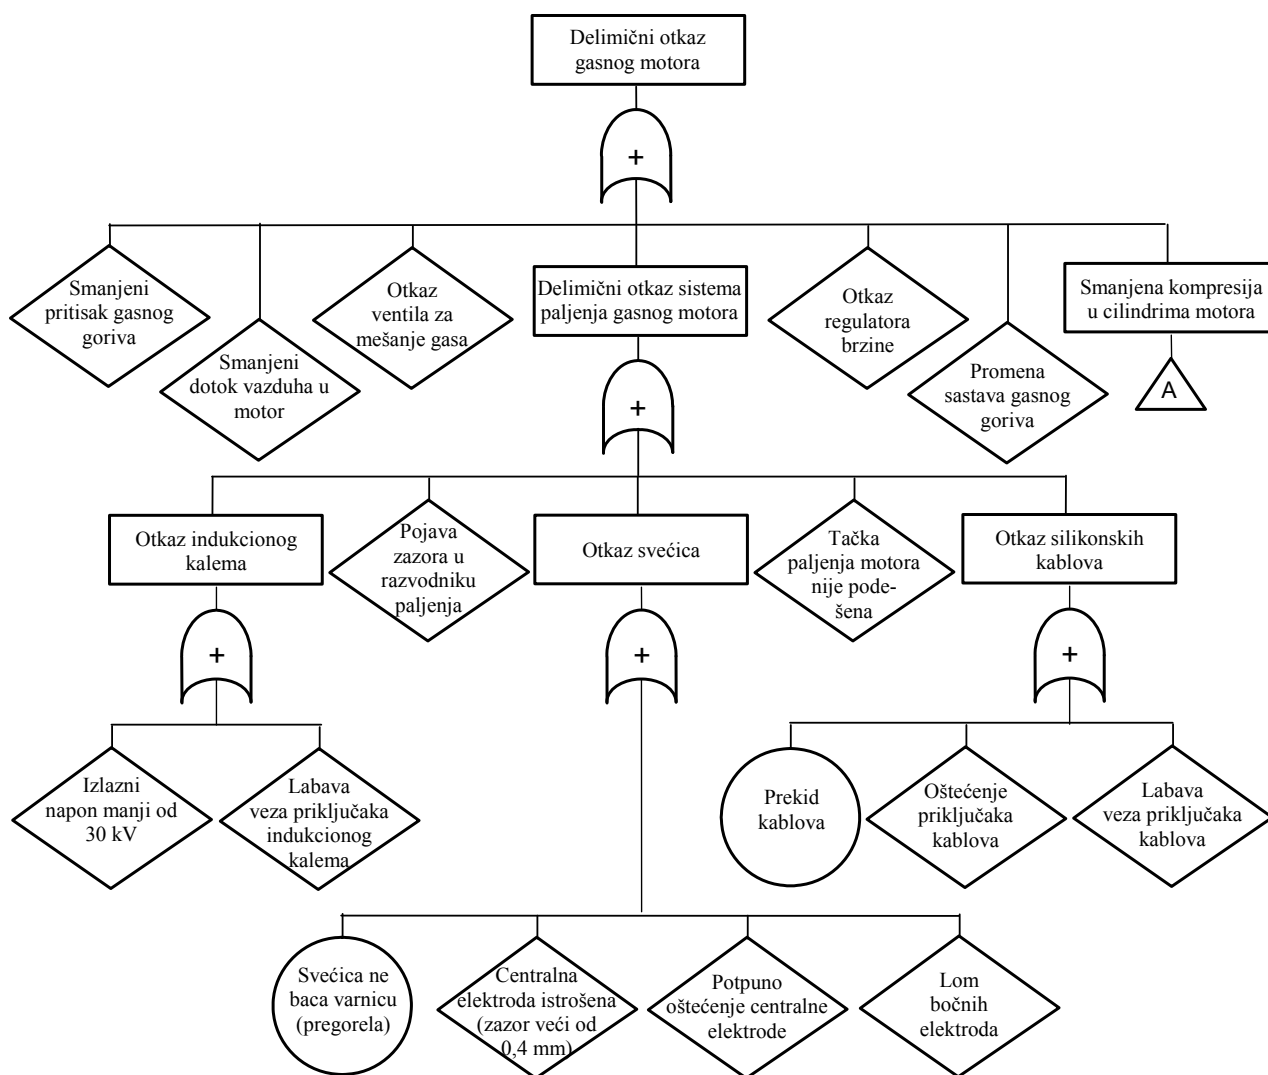 Delimični otkaz
gasnog motora
+
Smanjeni
pritisak gasnog
goriva
Smanjeni
dotok vazduha u
motor
Otkaz
ventila za
mešanje gasa
Delimični otkaz sistema
paljenja gasnog motora
Otkaz
regulatora
brzine
Promena
sastava gasnog
goriva
Smanjena kompresija
u cilindrima motora
A
+
Otkaz indukcionog
kalema
Pojava
zazora u
razvodniku
paljenja
Otkaz svećica
Tačka
paljenja motora
nije pode-
šena
Otkaz silikonskih
kablova
+
+
+
Izlazni
napon manji od
30 kV
Labava
veza priključaka
indukcionog
kalema
Prekid
kablova
Oštećenje
priključaka
kablova
Labava
veza priključaka
kablova
Svećica ne
baca varnicu
(pregorela)
Centralna
elektroda istrošena
(zazor veći od
0,4 mm)
Potpuno
oštećenje centralne
elektrode
Lom
bočnih
elektroda